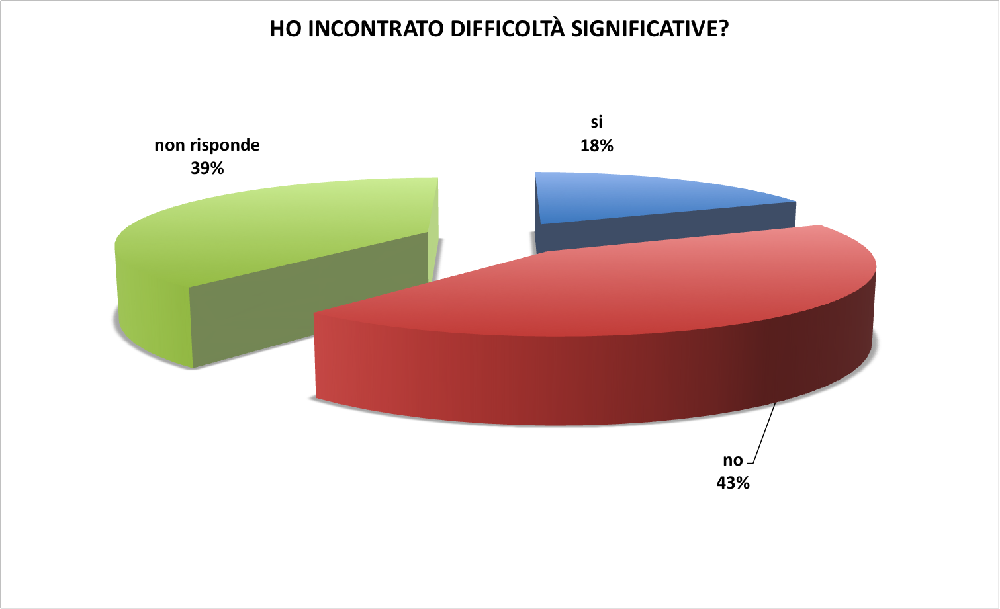 HO INCONTRATO DIFFICOLTÀ SIGNIFICATIVE?
si
18%
non risponde
39%
no
43%